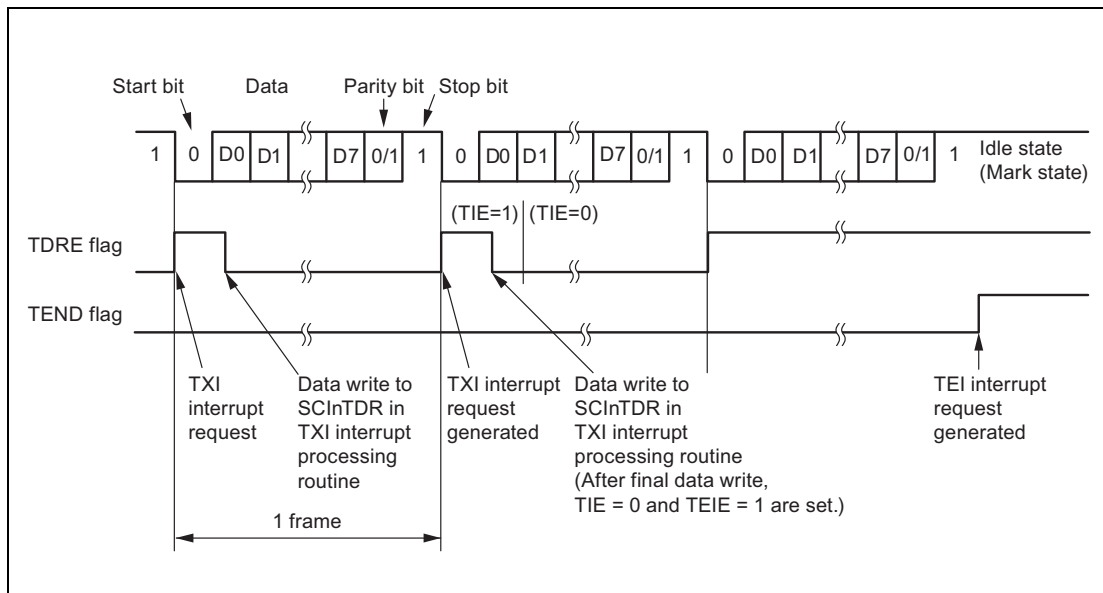 Start bit Data Parity bit Stop bit
1 0 D0 D1 D7 0/1 1 0 D0 D1 D7 0/1 1 0 D0 D1 D7 0/1 1 Idle state
(Mark state)
(TIE=1) (TIE=0)
TDRE flag
TEND flag
TXI
interrupt
request
Data write to
SCInTDR in
TXI interrupt
processing
routine
TXI interrupt
request
generated
Data write to
SCInTDR in
TXI interrupt
processing routine
(After final data write,
TIE = 0 and TEIE = 1 are set.)
TEI interrupt
request
generated
1 frame